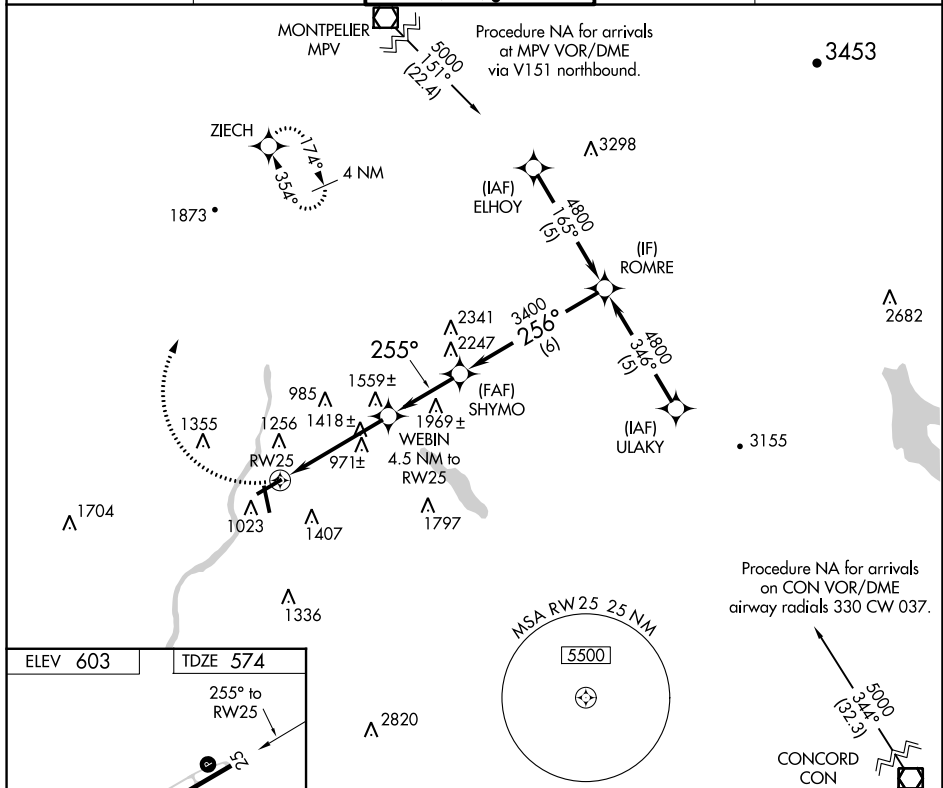 MONTPELIER
MPV
5000
151°
(22.4)
Procedure NA for arrivals
at MPV VOR/DME
via V151 northbound.
3453
ZIECH
174°
354°
4 NM
3298
(IAF)
ELHOY
4800
165°
(5)
1873
(IF)
ROMRE
2682
3400
256°
(6)
2341
2247
255°
4800
346°
(5)
(FAF)
SHYMO
985
1559±
1418±
1969±
1355
1256
RW25
971±
WEBIN
4.5 NM to
RW25
(IAF)
ULAKY
3155
1704
1023
1407
1797
1336
Procedure NA for arrivals
on CON VOR/DME
airway radials 330 CW 037.
MSA RW25 25 NM
5500
ELEV 603
TDZE 574
255° to
RW25
P
25
2820
5000
344°
(32.3)
CONCORD
CON